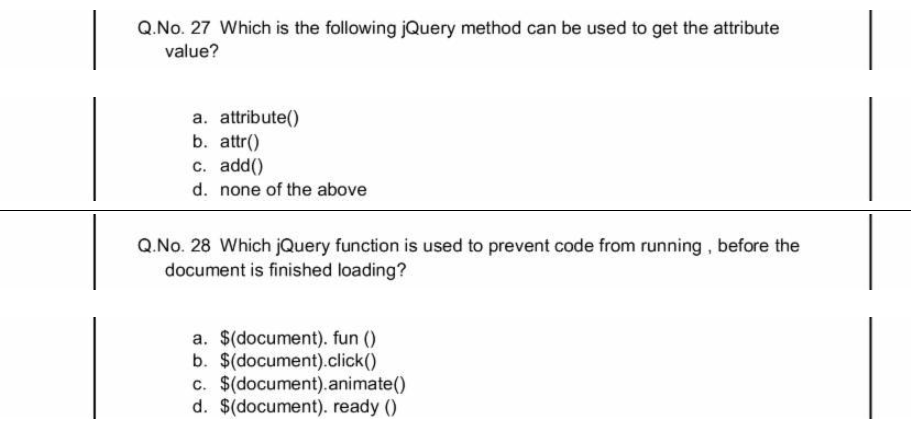 Q.No. 27 Which is the following jQuery method can be used to get the attribute
value?
a. attribute()
b. attr()
c. add()
d. none of the above
Q.No. 28 Which jQuery function is used to prevent code from running , before the
document is finished loading?
a. $(document). fun ()
b. $(document).click()
c. $(document).animate()
d. $(document). ready ()